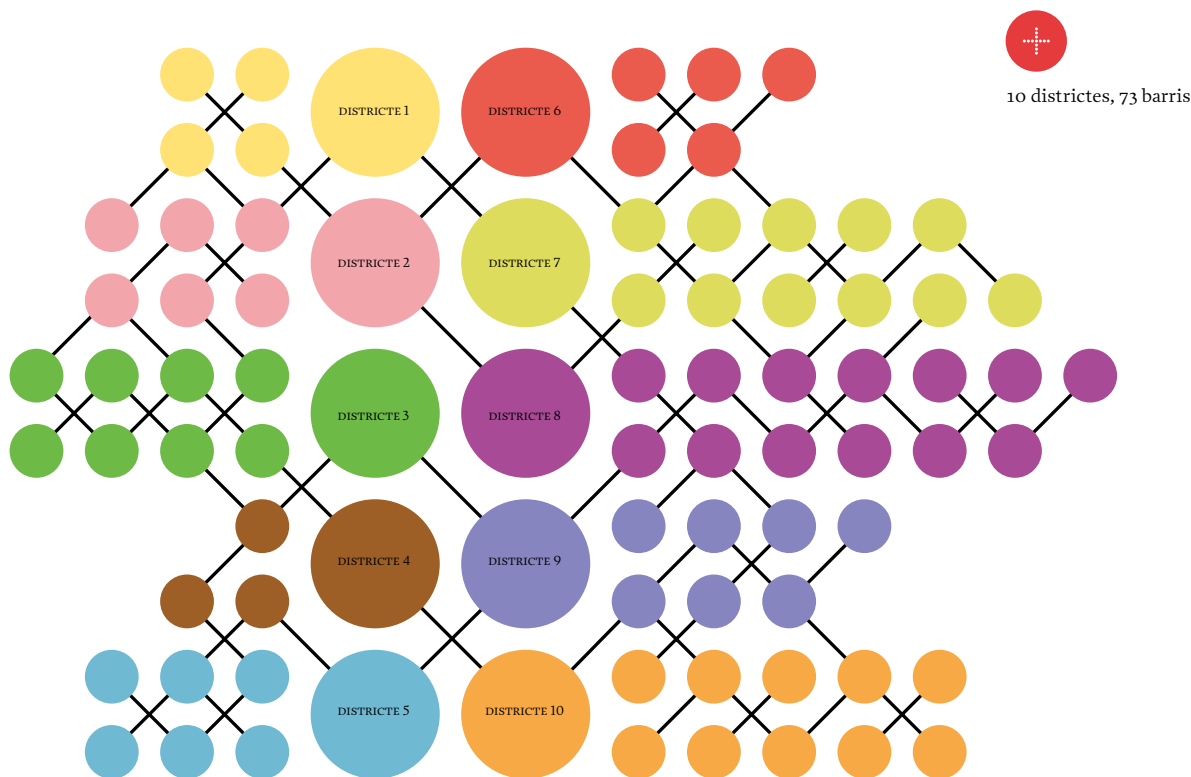 10 districtes, 73 barris
DISTRICTE 1
DISTRICTE 6
DISTRICTE 2
DISTRICTE 7
DISTRICTE 3
DISTRICTE 8
DISTRICTE 4
DISTRICTE 9
DISTRICTE 5
DISTRICTE 10